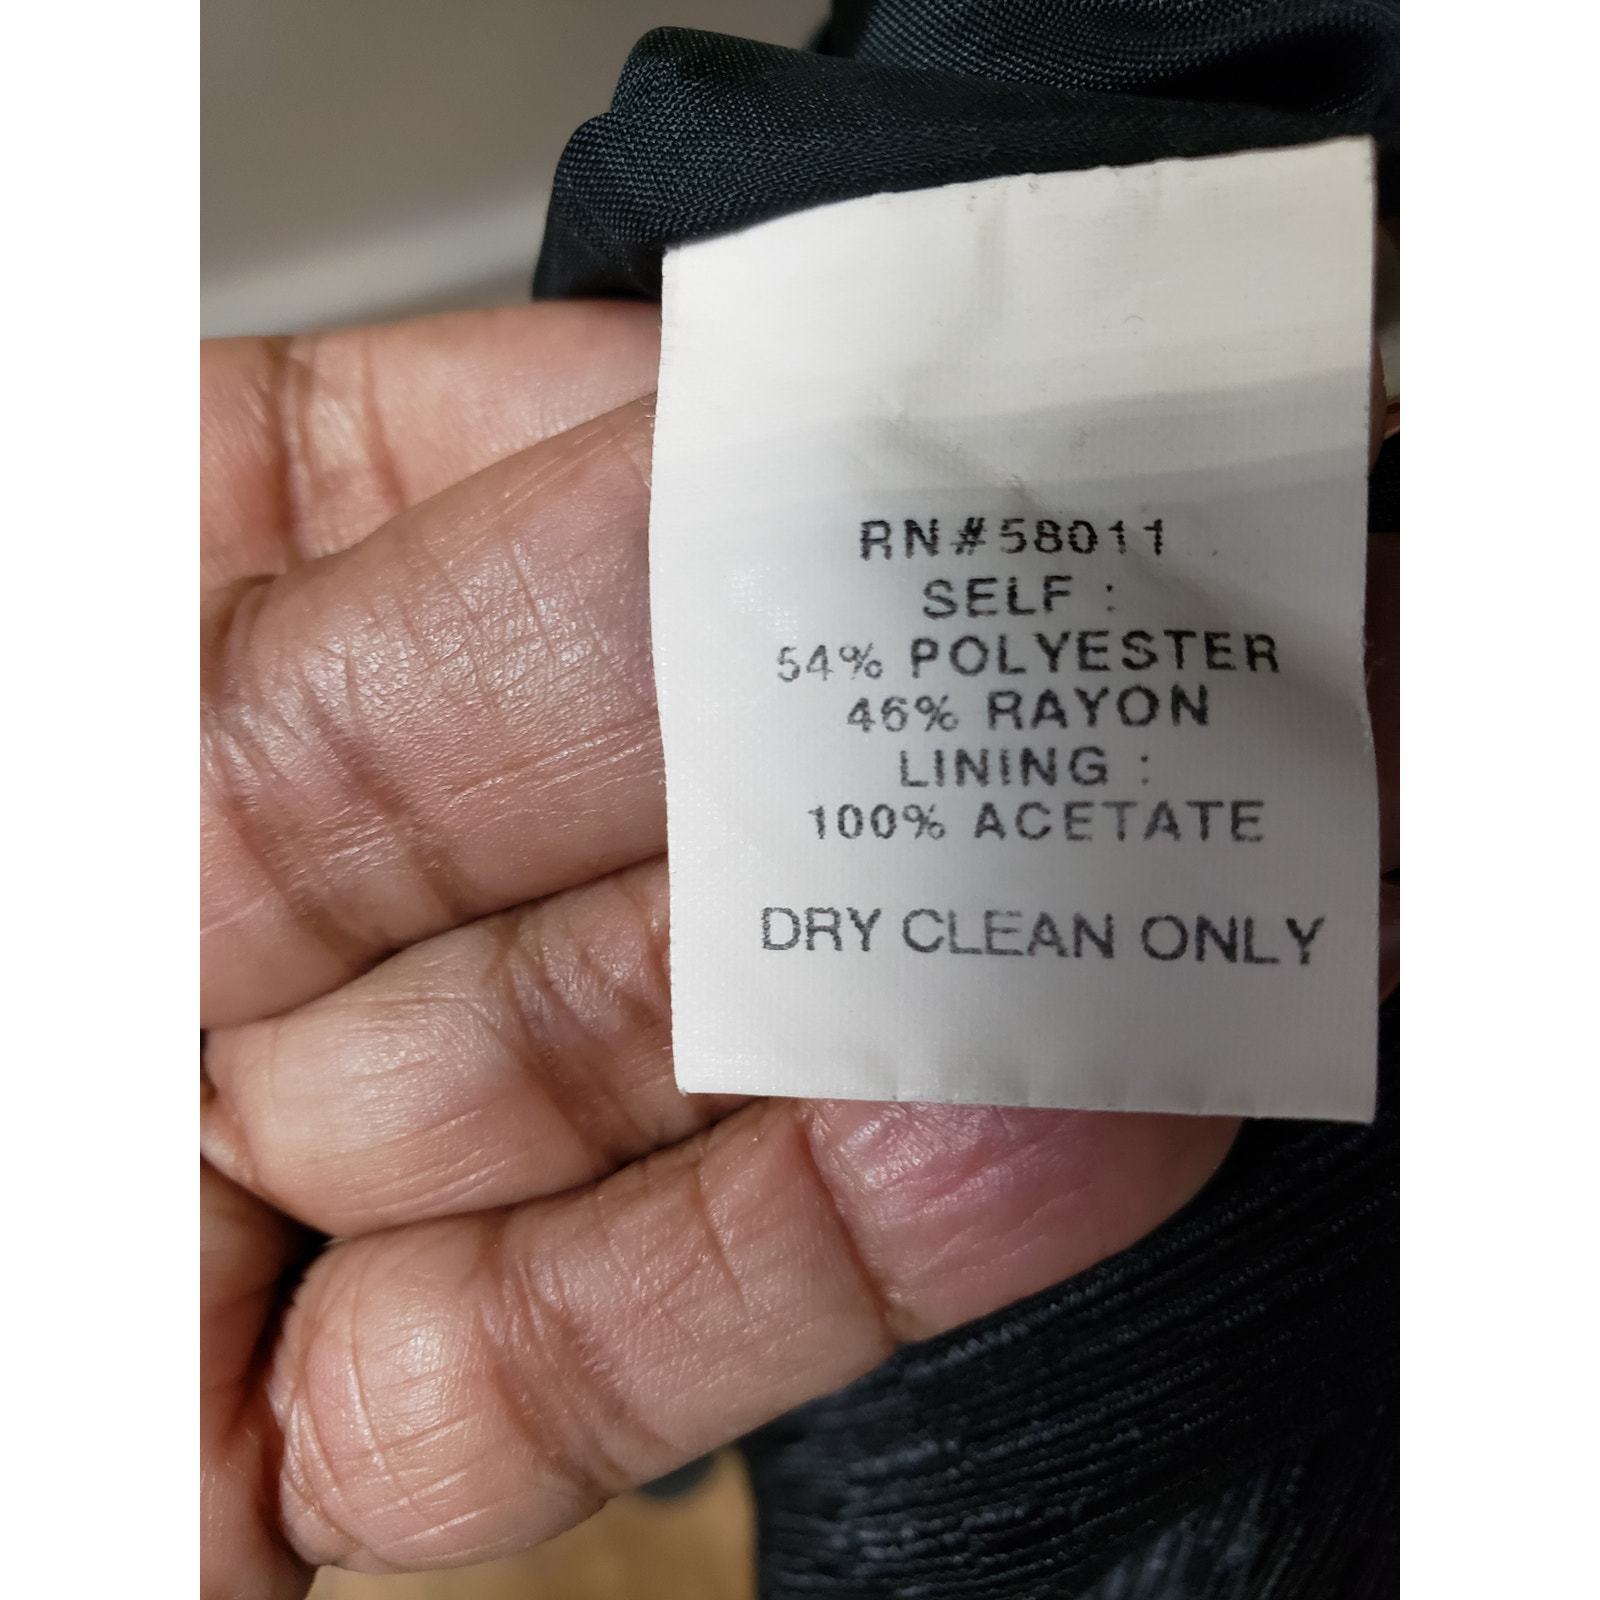 RN#58011
SELF :
54% POLYESTER
46% RAYON
LINING :
100% ACETATE
DRY CLEAN ONLY